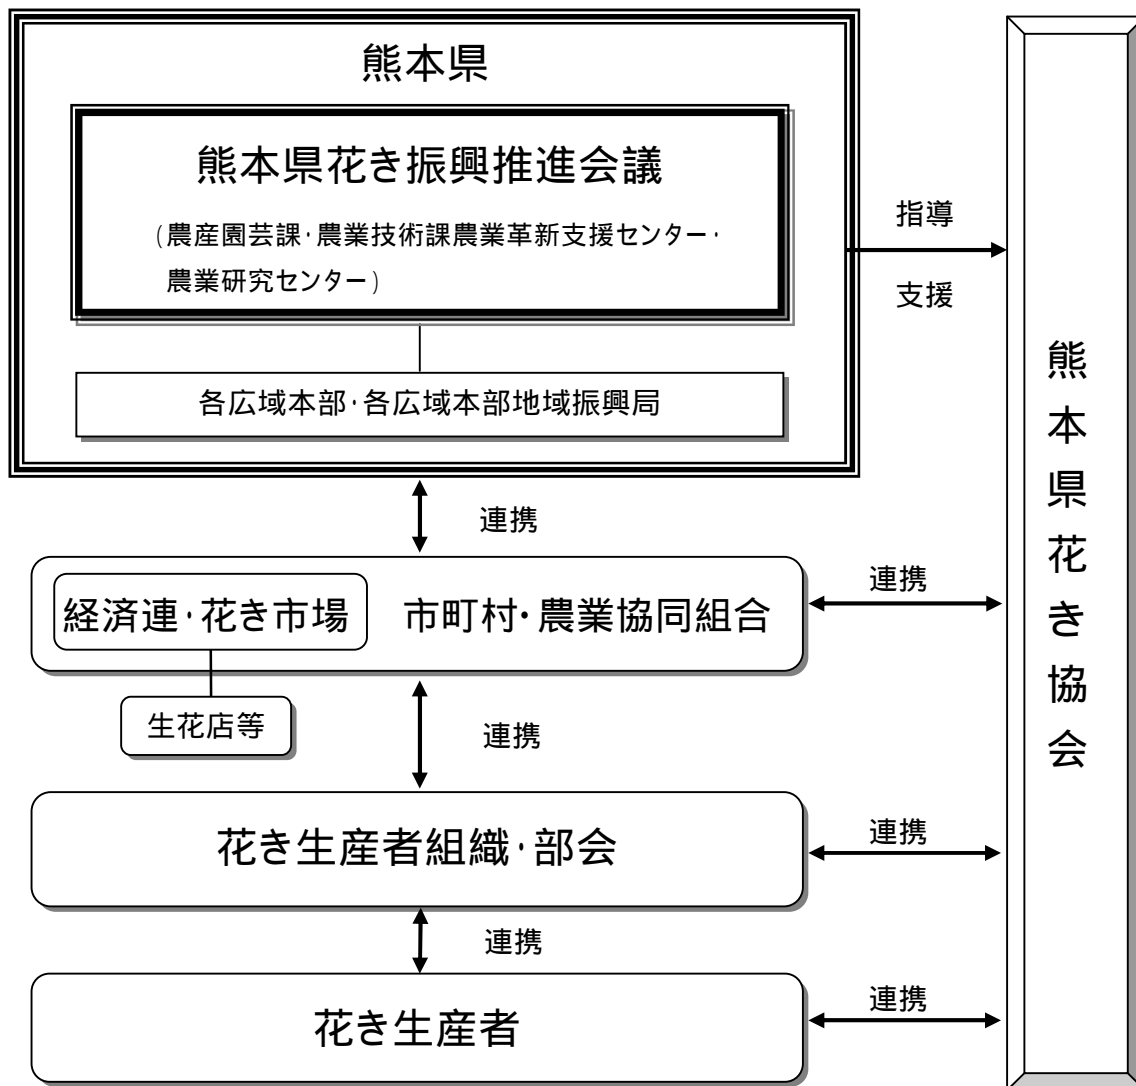 熊本県
熊本県花き振興推進会議
(農産園芸課・農業技術課農業革新支援センター・
農業研究センター)
各広域本部・各広域本部地域振興局
指導
支援
連携
経済連・花き市場
市町村・農業協同組合
連携
生花店等
連携
花き生産者組織・部会
連携
連携
花き生産者
連携
熊本県花き協会